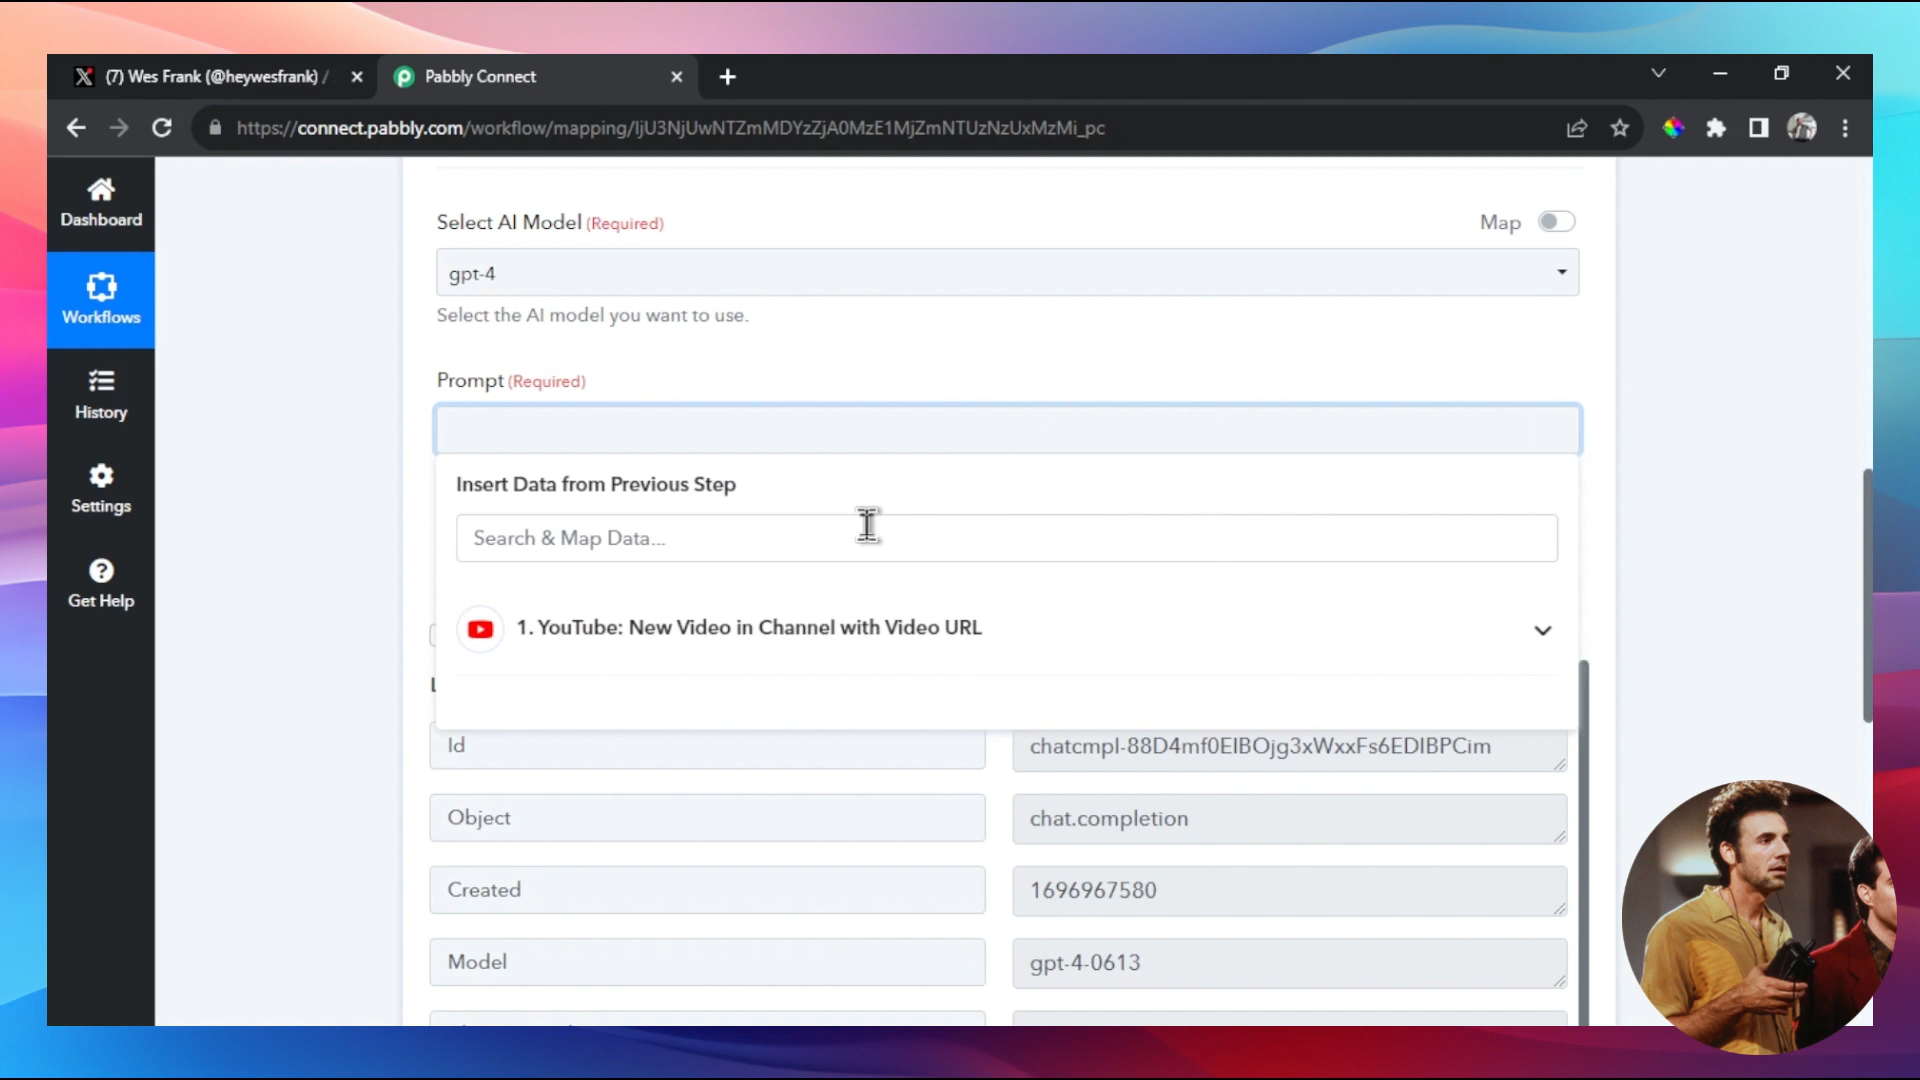 (7) Wes Frank (@heywesfrank) /
Pabbly Connect
https://connect.pabbly.com/workflow/mapping/IjU3NjUwNTZmMDYzZjA0MzE1MjZmNTUzNzUxMzMi_pc
Dashboard
Workflows
History
Settings
Get Help
Select AI Model (Required)
Map
gpt-4
Select the AI model you want to use.
Prompt (Required)
Insert Data from Previous Step
Search & Map Data...
1. YouTube: New Video in Channel with Video URL
Id
chatcmpl-88D4mf0EIBOjg3xWxxFs6EDIBPCim
Object
chat.completion
Created
1696967580
Model
gpt-4-0613